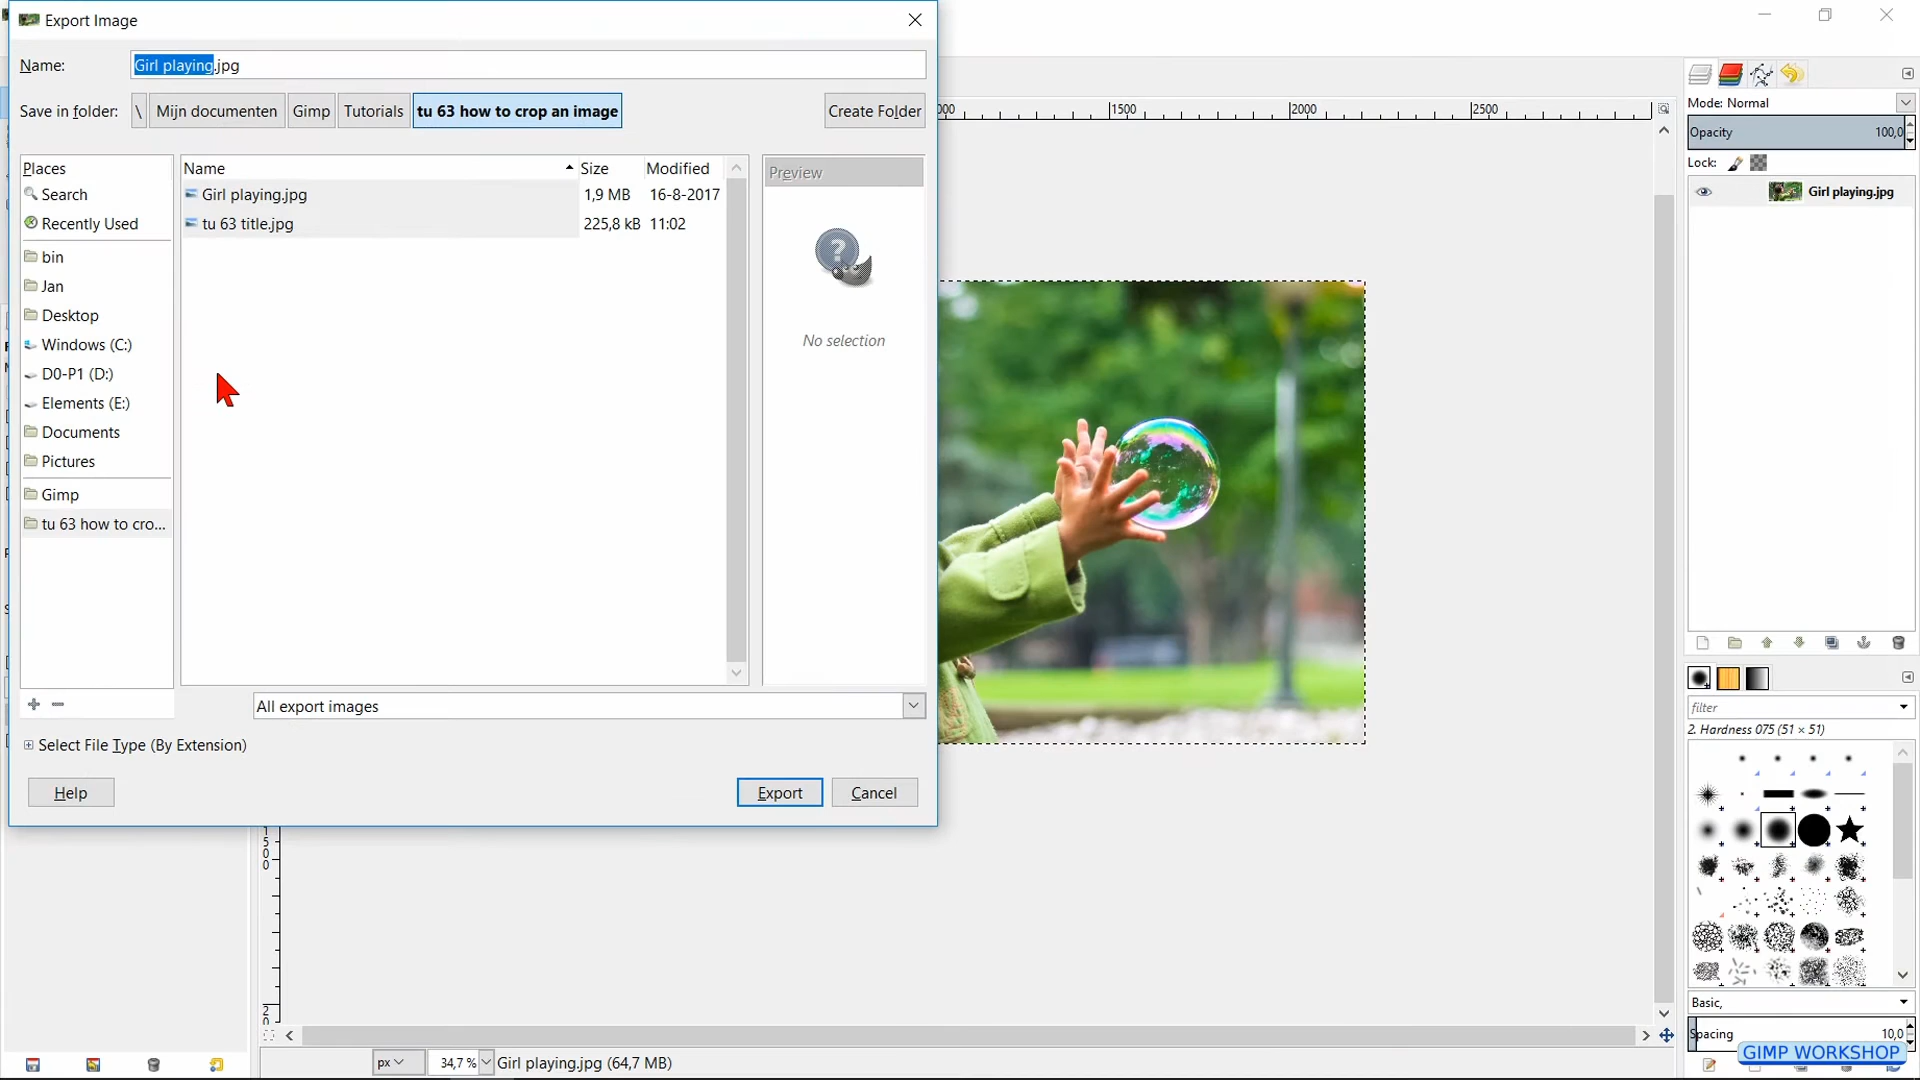 Export Image
Name: Girl playing.jpg
Save in folder: \ Mijn documenten Gimp Tutorials tu 63 how to crop an image Create Folder
Places
Search
Recently Used
bin
Jan
Desktop
Windows (C:)
D0-P1 (D:)
Elements (E:)
Documents
Pictures
Gimp
tu 63 how to cro...
Name Size Modified
Girl playing.jpg 1,9 MB 16-8-2017
tu 63 title.jpg 225,8 kB 11:02
Preview
No selection
All export images
Select File Type (By Extension)
Help Export Cancel
1500 2000 2500
px 34,7 % Girl playing.jpg (64,7 MB)
Mode: Normal
Opacity 100,0
Lock:
Girl playing.jpg
filter
2. Hardness 075 (51 × 51)
Basic,
Spacing 10,0
GIMP WORKSHOP